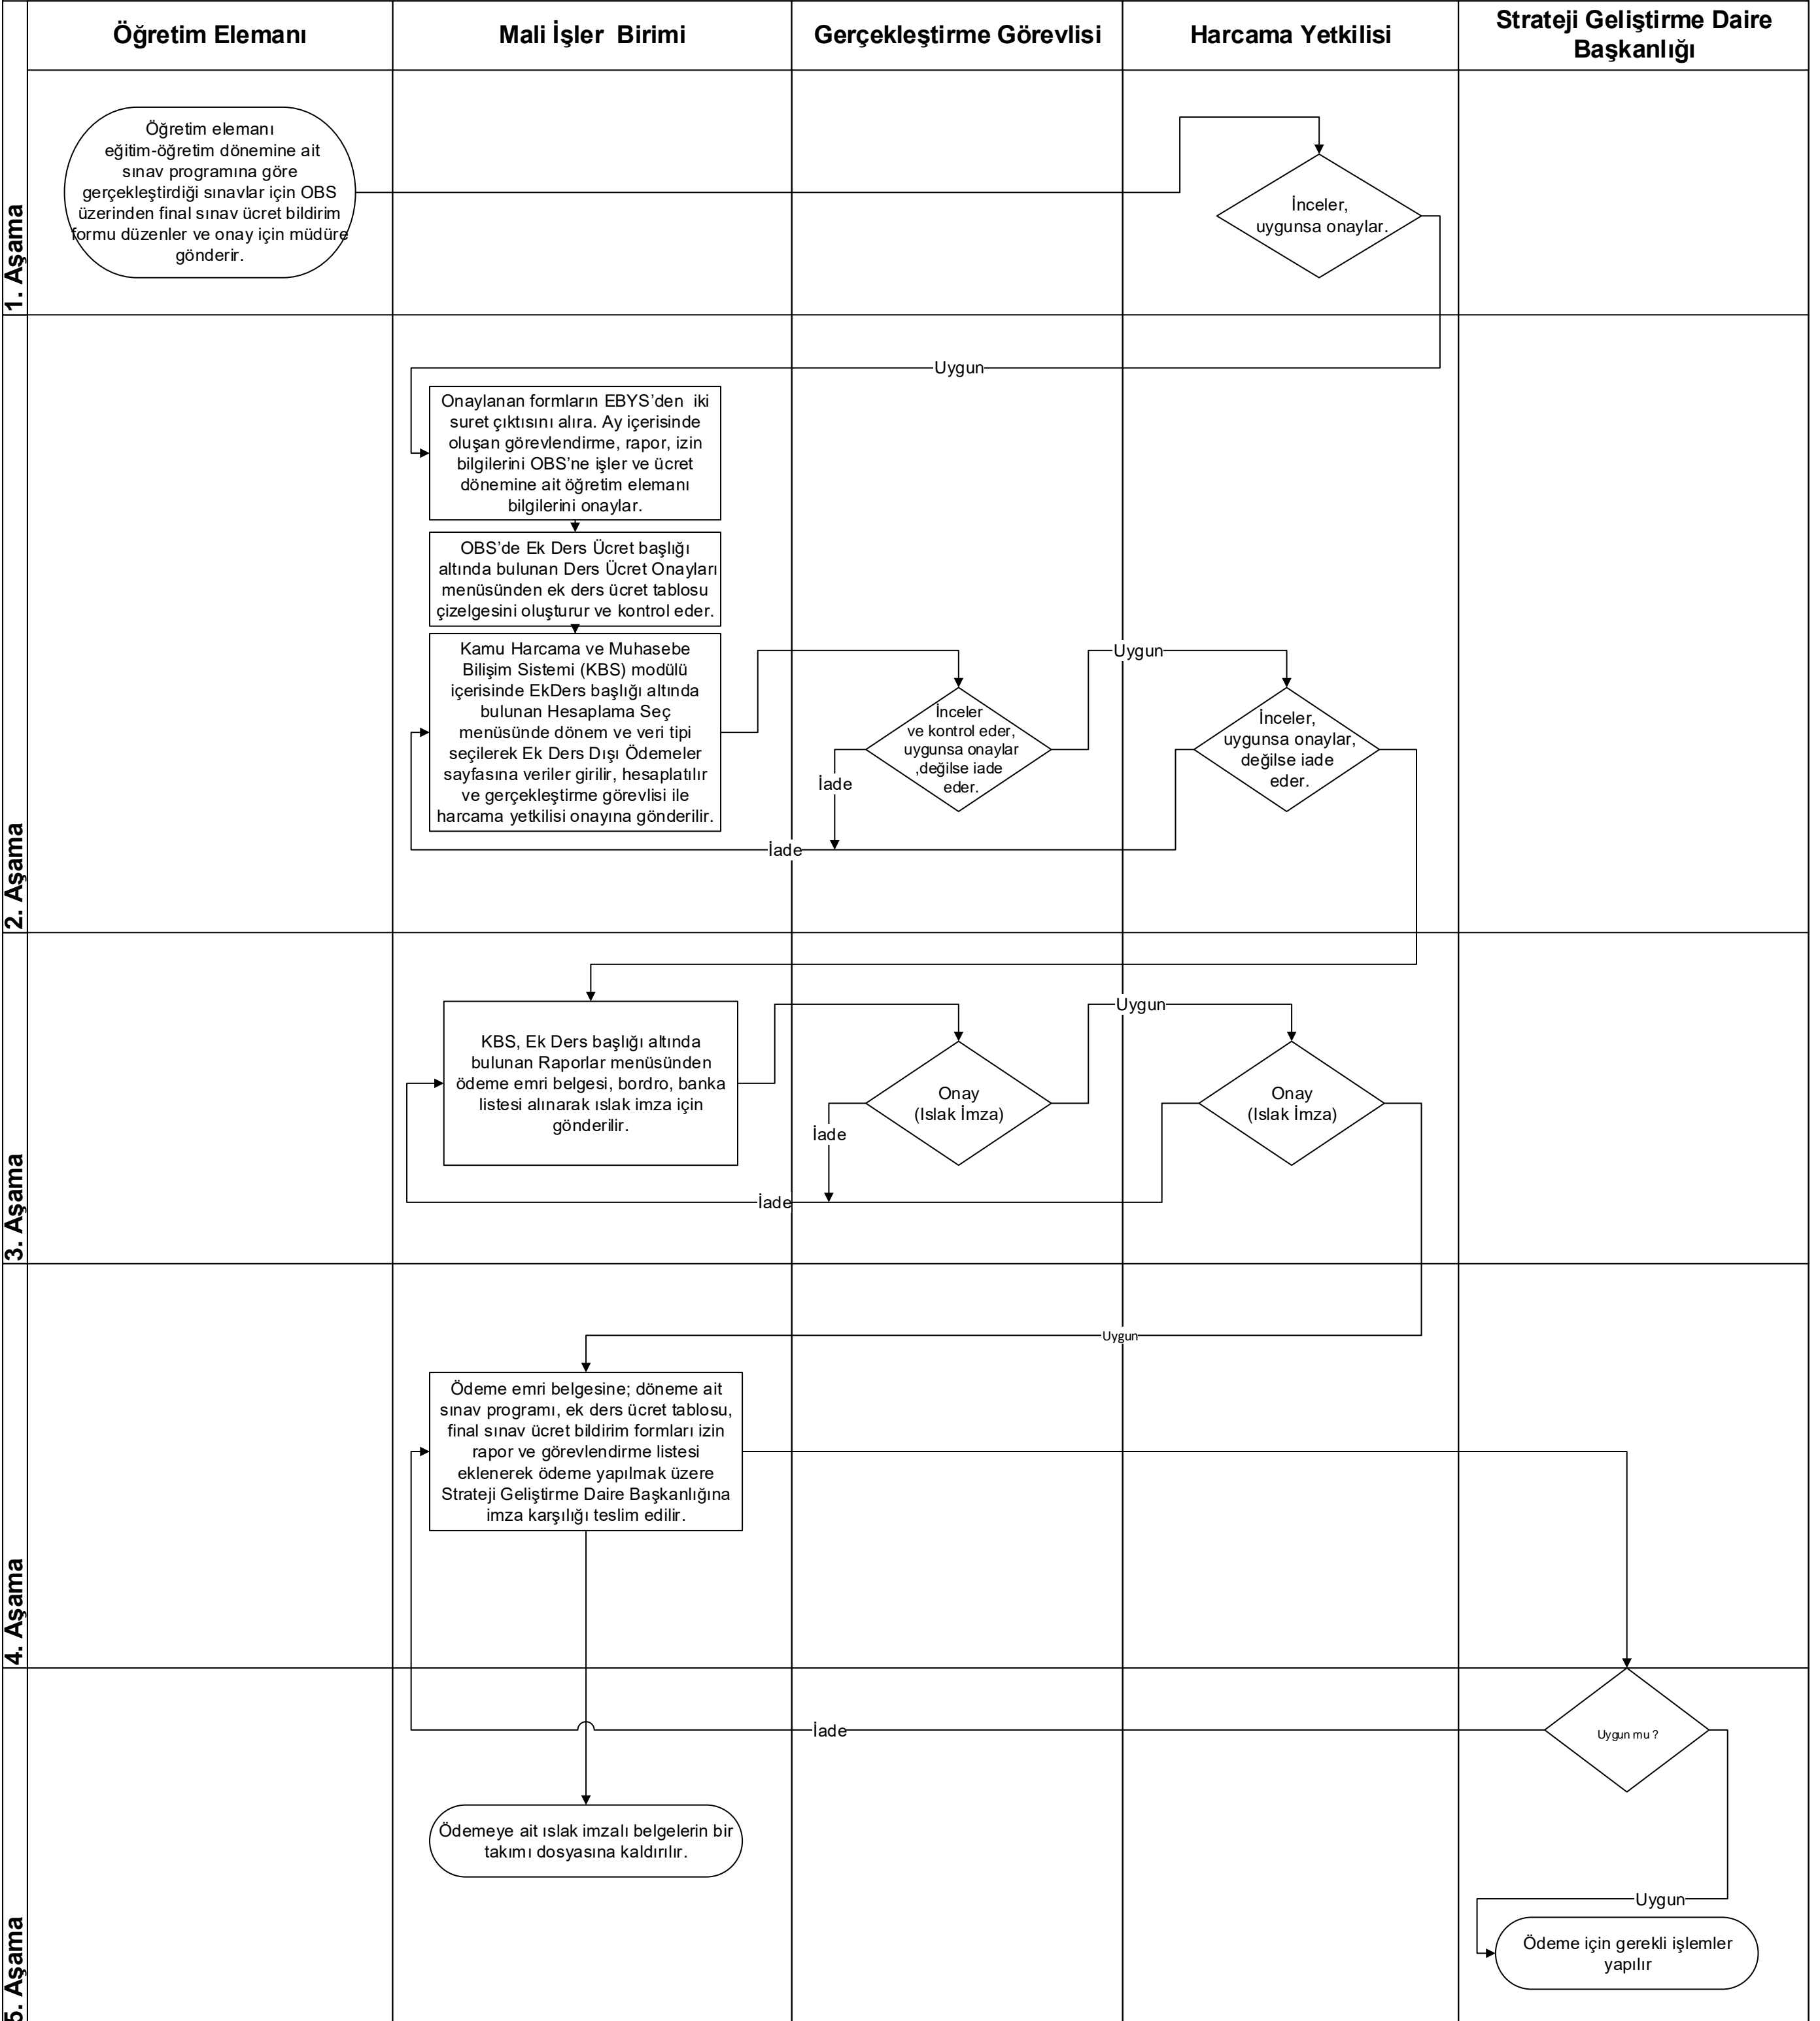 Öğretim Elemanı
Mali İşler  Birimi
Gerçekleştirme Görevlisi
Harcama Yetkilisi
Strateji Geliştirme Daire
Başkanlığı
1. Aşama
Öğretim elemanı
eğitim-öğretim dönemine ait
sınav programına göre
gerçekleştirdiği sınavlar için OBS
üzerinden final sınav ücret bildirim
formu düzenler ve onay için müdüre
gönderir.
İnceler,
uygunsa onaylar.
2. Aşama
Uygun
Onaylanan formların EBYS’den  iki
suret çıktısını alıra. Ay içerisinde
oluşan görevlendirme, rapor, izin
bilgilerini OBS’ne işler ve ücret
dönemine ait öğretim elemanı
bilgilerini onaylar.
OBS’de Ek Ders Ücret başlığı
altında bulunan Ders Ücret Onayları
menüsünden ek ders ücret tablosu
çizelgesini oluşturur ve kontrol eder.
Kamu Harcama ve Muhasebe
Bilişim Sistemi (KBS) modülü
içerisinde EkDers başlığı altında
bulunan Hesaplama Seç
menüsünde dönem ve veri tipi
seçilerek Ek Ders Dışı Ödemeler
sayfasına veriler girilir, hesaplatılır
ve gerçekleştirme görevlisi ile
harcama yetkilisi onayına gönderilir.
İnceler
ve kontrol eder,
uygunsa onaylar
,değilse iade
eder.
Uygun
İnceler,
uygunsa onaylar,
değilse iade
eder.
İade
İade
3. Aşama
KBS, Ek Ders başlığı altında
bulunan Raporlar menüsünden
ödeme emri belgesi, bordro, banka
listesi alınarak ıslak imza için
gönderilir.
Onay
(Islak İmza)
Uygun
Onay
(Islak İmza)
İade
İade
4. Aşama
Uygun
Ödeme emri belgesine; döneme ait
sınav programı, ek ders ücret tablosu,
final sınav ücret bildirim formları izin
rapor ve görevlendirme listesi
eklenerek ödeme yapılmak üzere
Strateji Geliştirme Daire Başkanlığına
imza karşılığı teslim edilir.
5. Aşama
Uygun mu ?
İade
Ödemeye ait ıslak imzalı belgelerin bir
takımı dosyasına kaldırılır.
Uygun
Ödeme için gerekli işlemler
yapılır